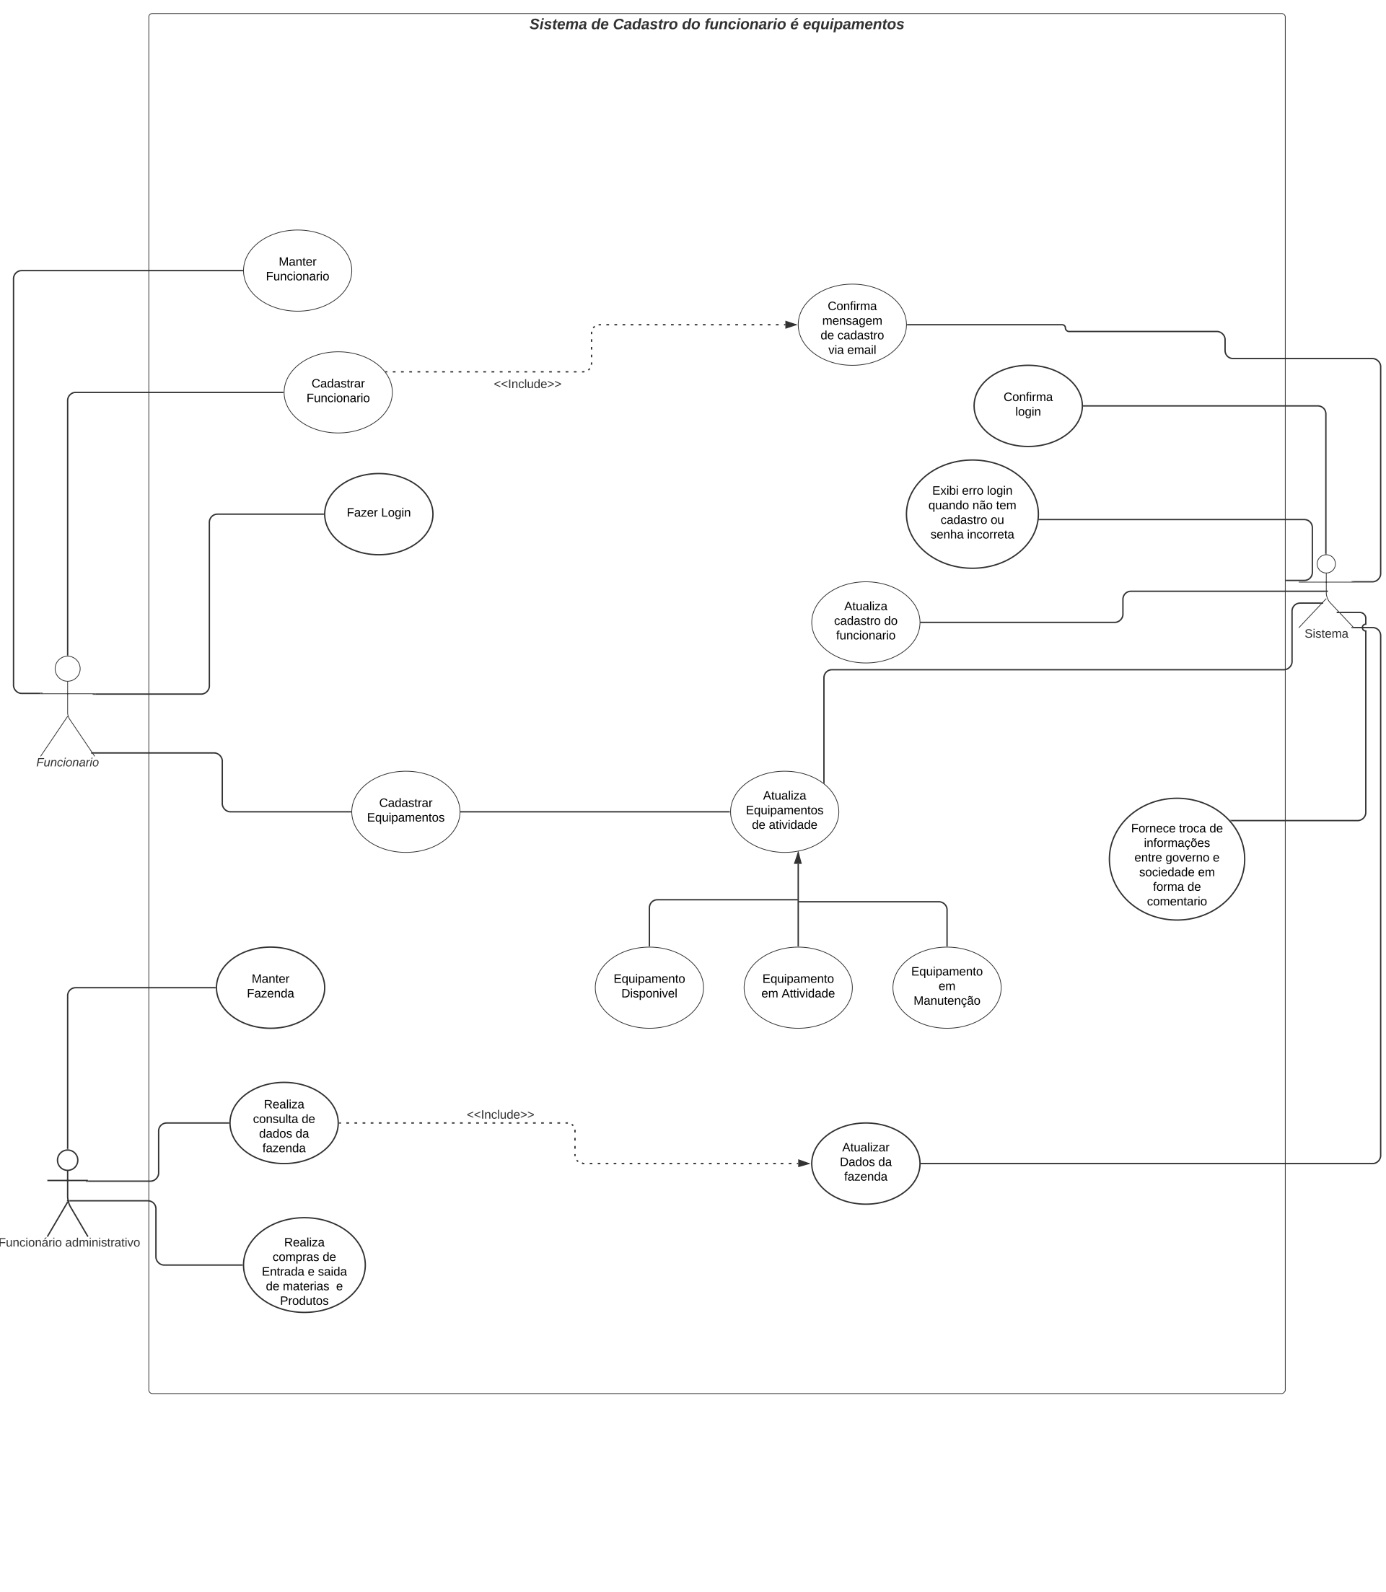 Sistema de Cadastro do funcionario é equipamentos
Manter
Funcionario
Confirma
mensagem
de cadastro
via email
Cadastrar
Funcionario
<<Include>>
Confirma
login
Fazer Login
Exibi erro login
quando não tem
cadastro ou
senha incorreta
Atualiza
cadastro do
funcionario
Sistema
Funcionario
Cadastrar
Equipamentos
Atualiza
Equipamentos
de atividade
Fornece troca de
informações
entre governo e
sociedade em
forma de
comentario
Manter
Fazenda
Equipamento
Disponivel
Equipamento
em Attividade
Equipamento
em
Manutenção
Realiza
consulta de
dados da
fazenda
<<Include>>
Atualizar
Dados da
fazenda
Funcionário administrativo
Realiza
compras de
Entrada e saida
de materias  e
Produtos